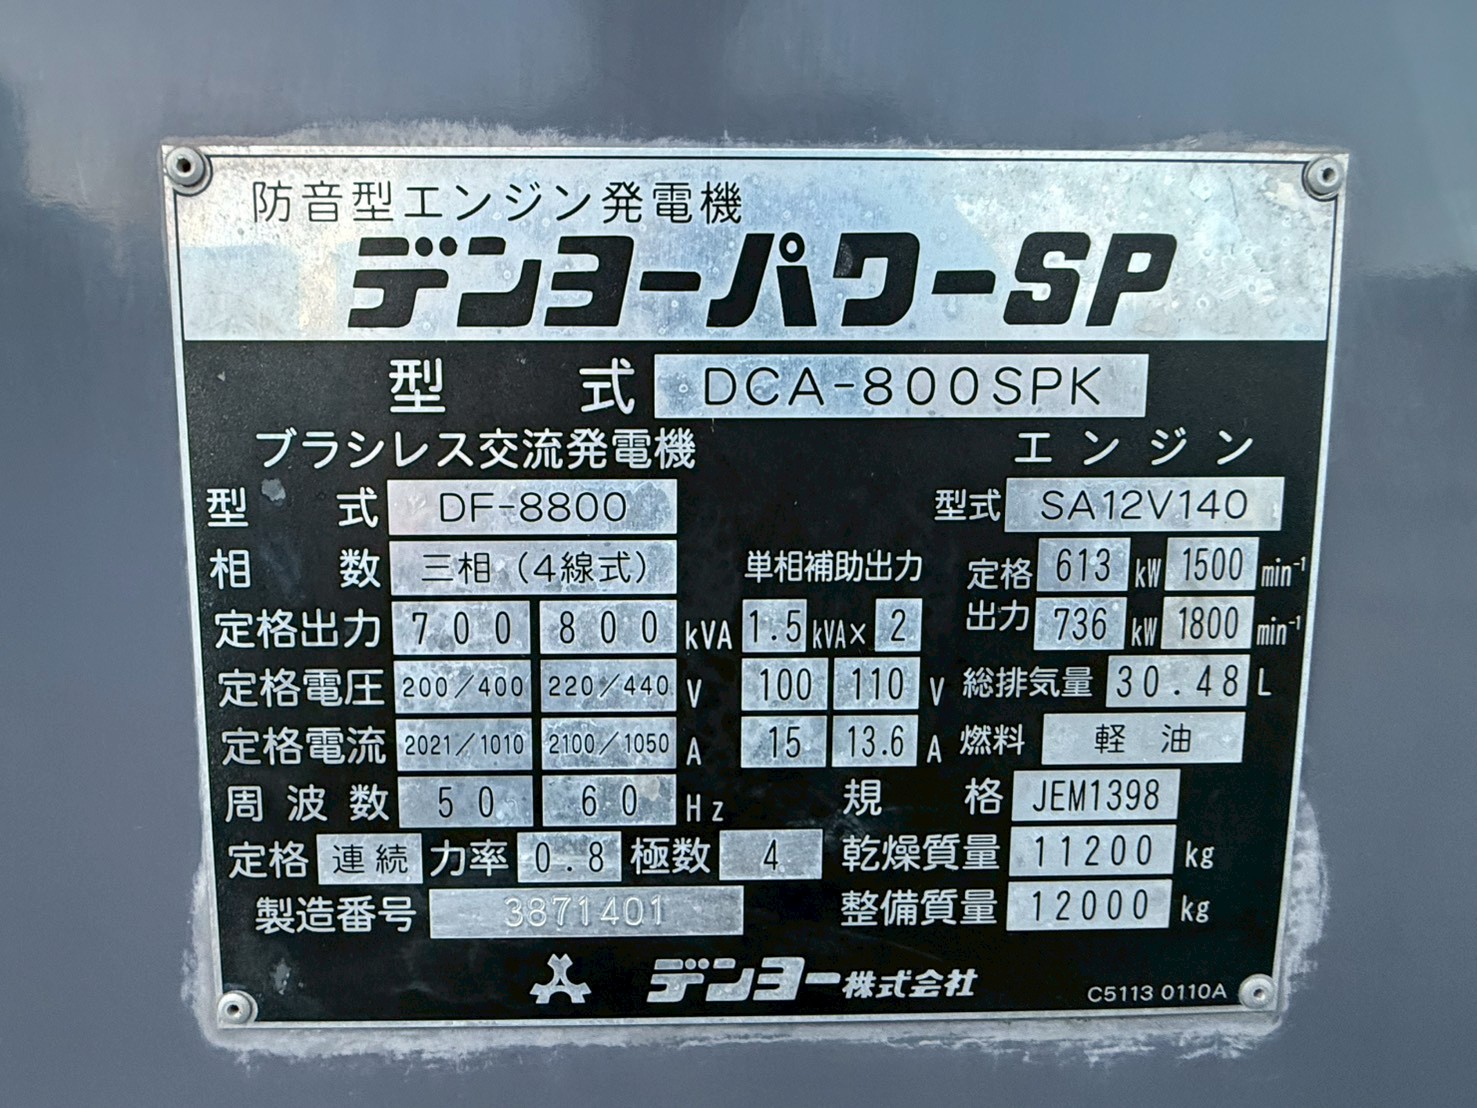 防音型エンジン発電機
デンヨーパワーSP
型式 DCA-800SPK
ブラシレス交流発電機 エンジン
型式 DF-8800 型式 SA12V140
相数 三相(4線式) 単相補助出力 定格 613 kW 1500 min⁻¹
定格出力 700 800 kVA 1.5 kVA× 2 出力 736 kW 1800 min⁻¹
定格電圧 200/400 220/440 V 100 110 V 総排気量 30.48 L
定格電流 2021/1010 2100/1050 A 15 13.6 A 燃料 軽油
周波数 50 60 Hz 規格 JEM1398
定格 連続 力率 0.8 極数 4 乾燥質量 11200 kg
製造番号 3871401 整備質量 12000 kg
デンヨー株式会社 C5113 0110A